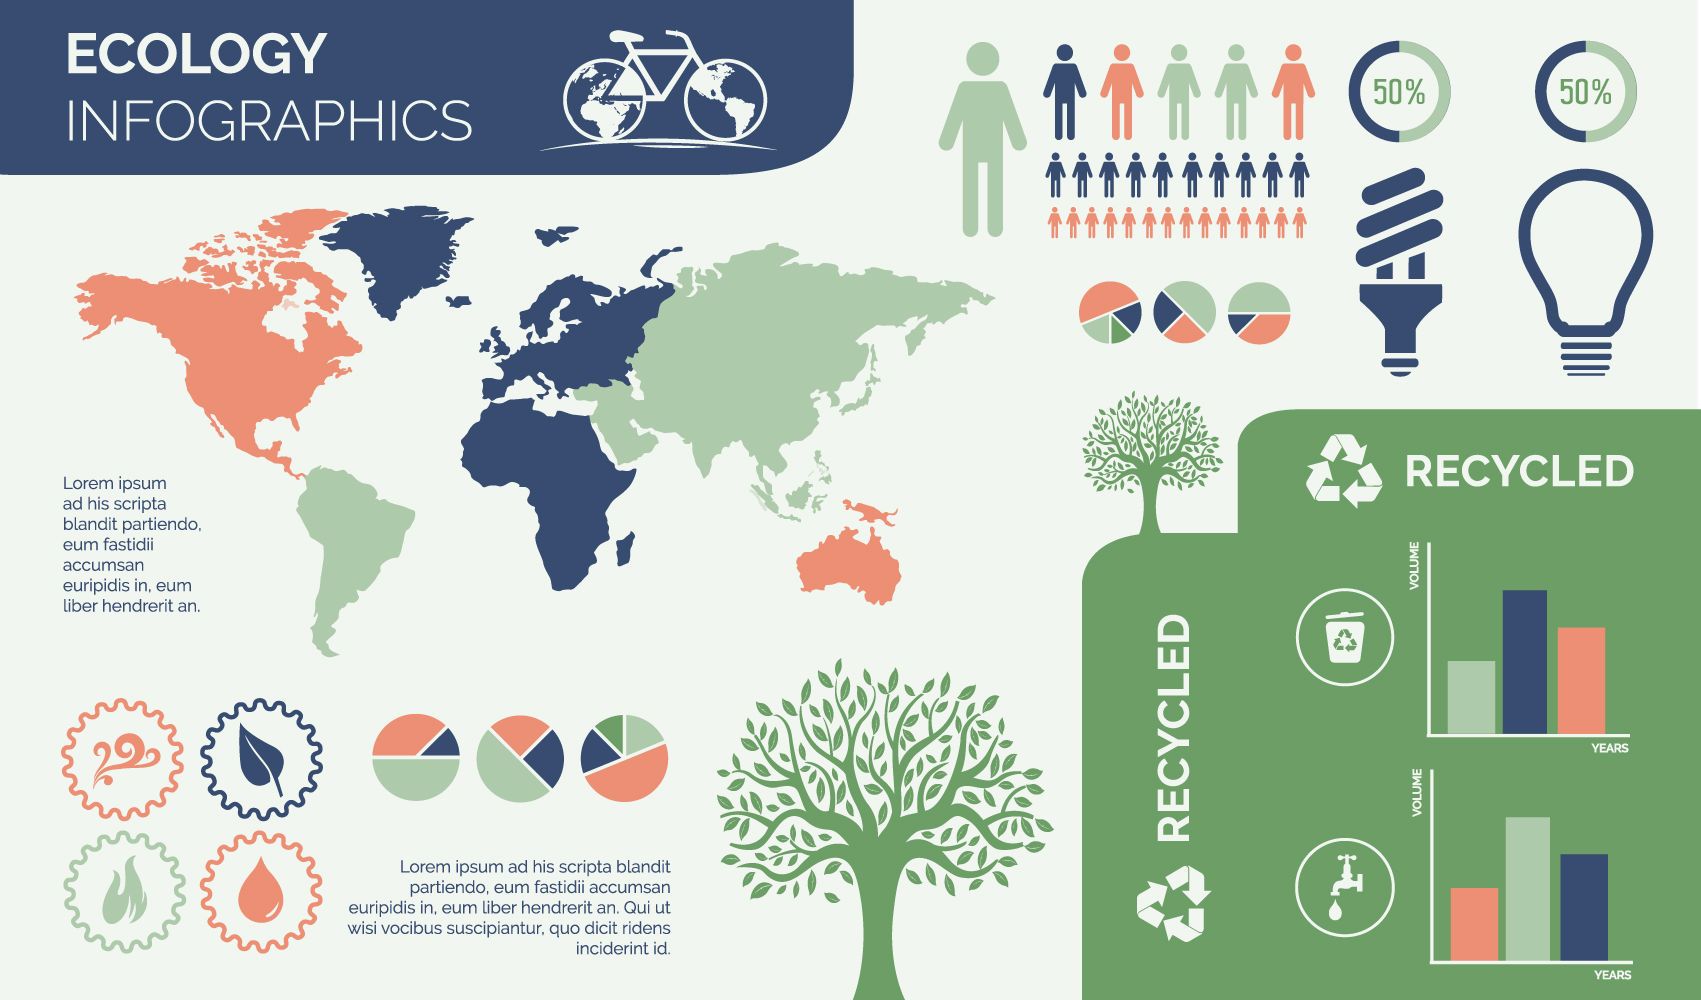 ECOLOGY
INFOGRAPHICS
50%
50%
Lorem ipsum
ad his scripta
blandit partiendo,
eum fastidii
accumsan
euripidis in, eum
liber hendrerit an.
RECYCLED
VOLUME
YEARS
RECYCLED
VOLUME
YEARS
Lorem ipsum ad his scripta blandit
partiendo, eum fastidii accumsan
euripidis in, eum liber hendrerit an. Qui ut
wisi vocibus suscipiantur, quo dicit ridens
inciderint id.